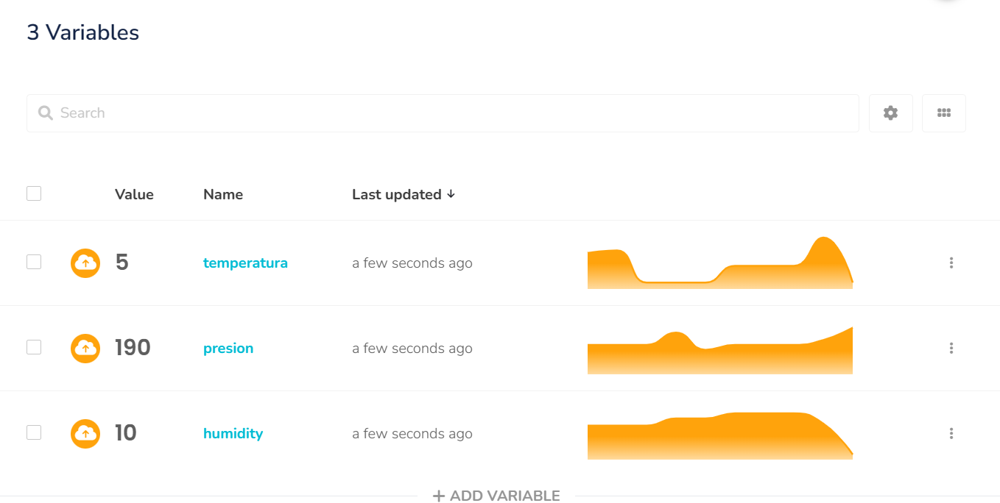 3 Variables
Search
Value Name Last updated
5 temperatura a few seconds ago
190 presion a few seconds ago
10 humidity a few seconds ago
ADD VARIABLE